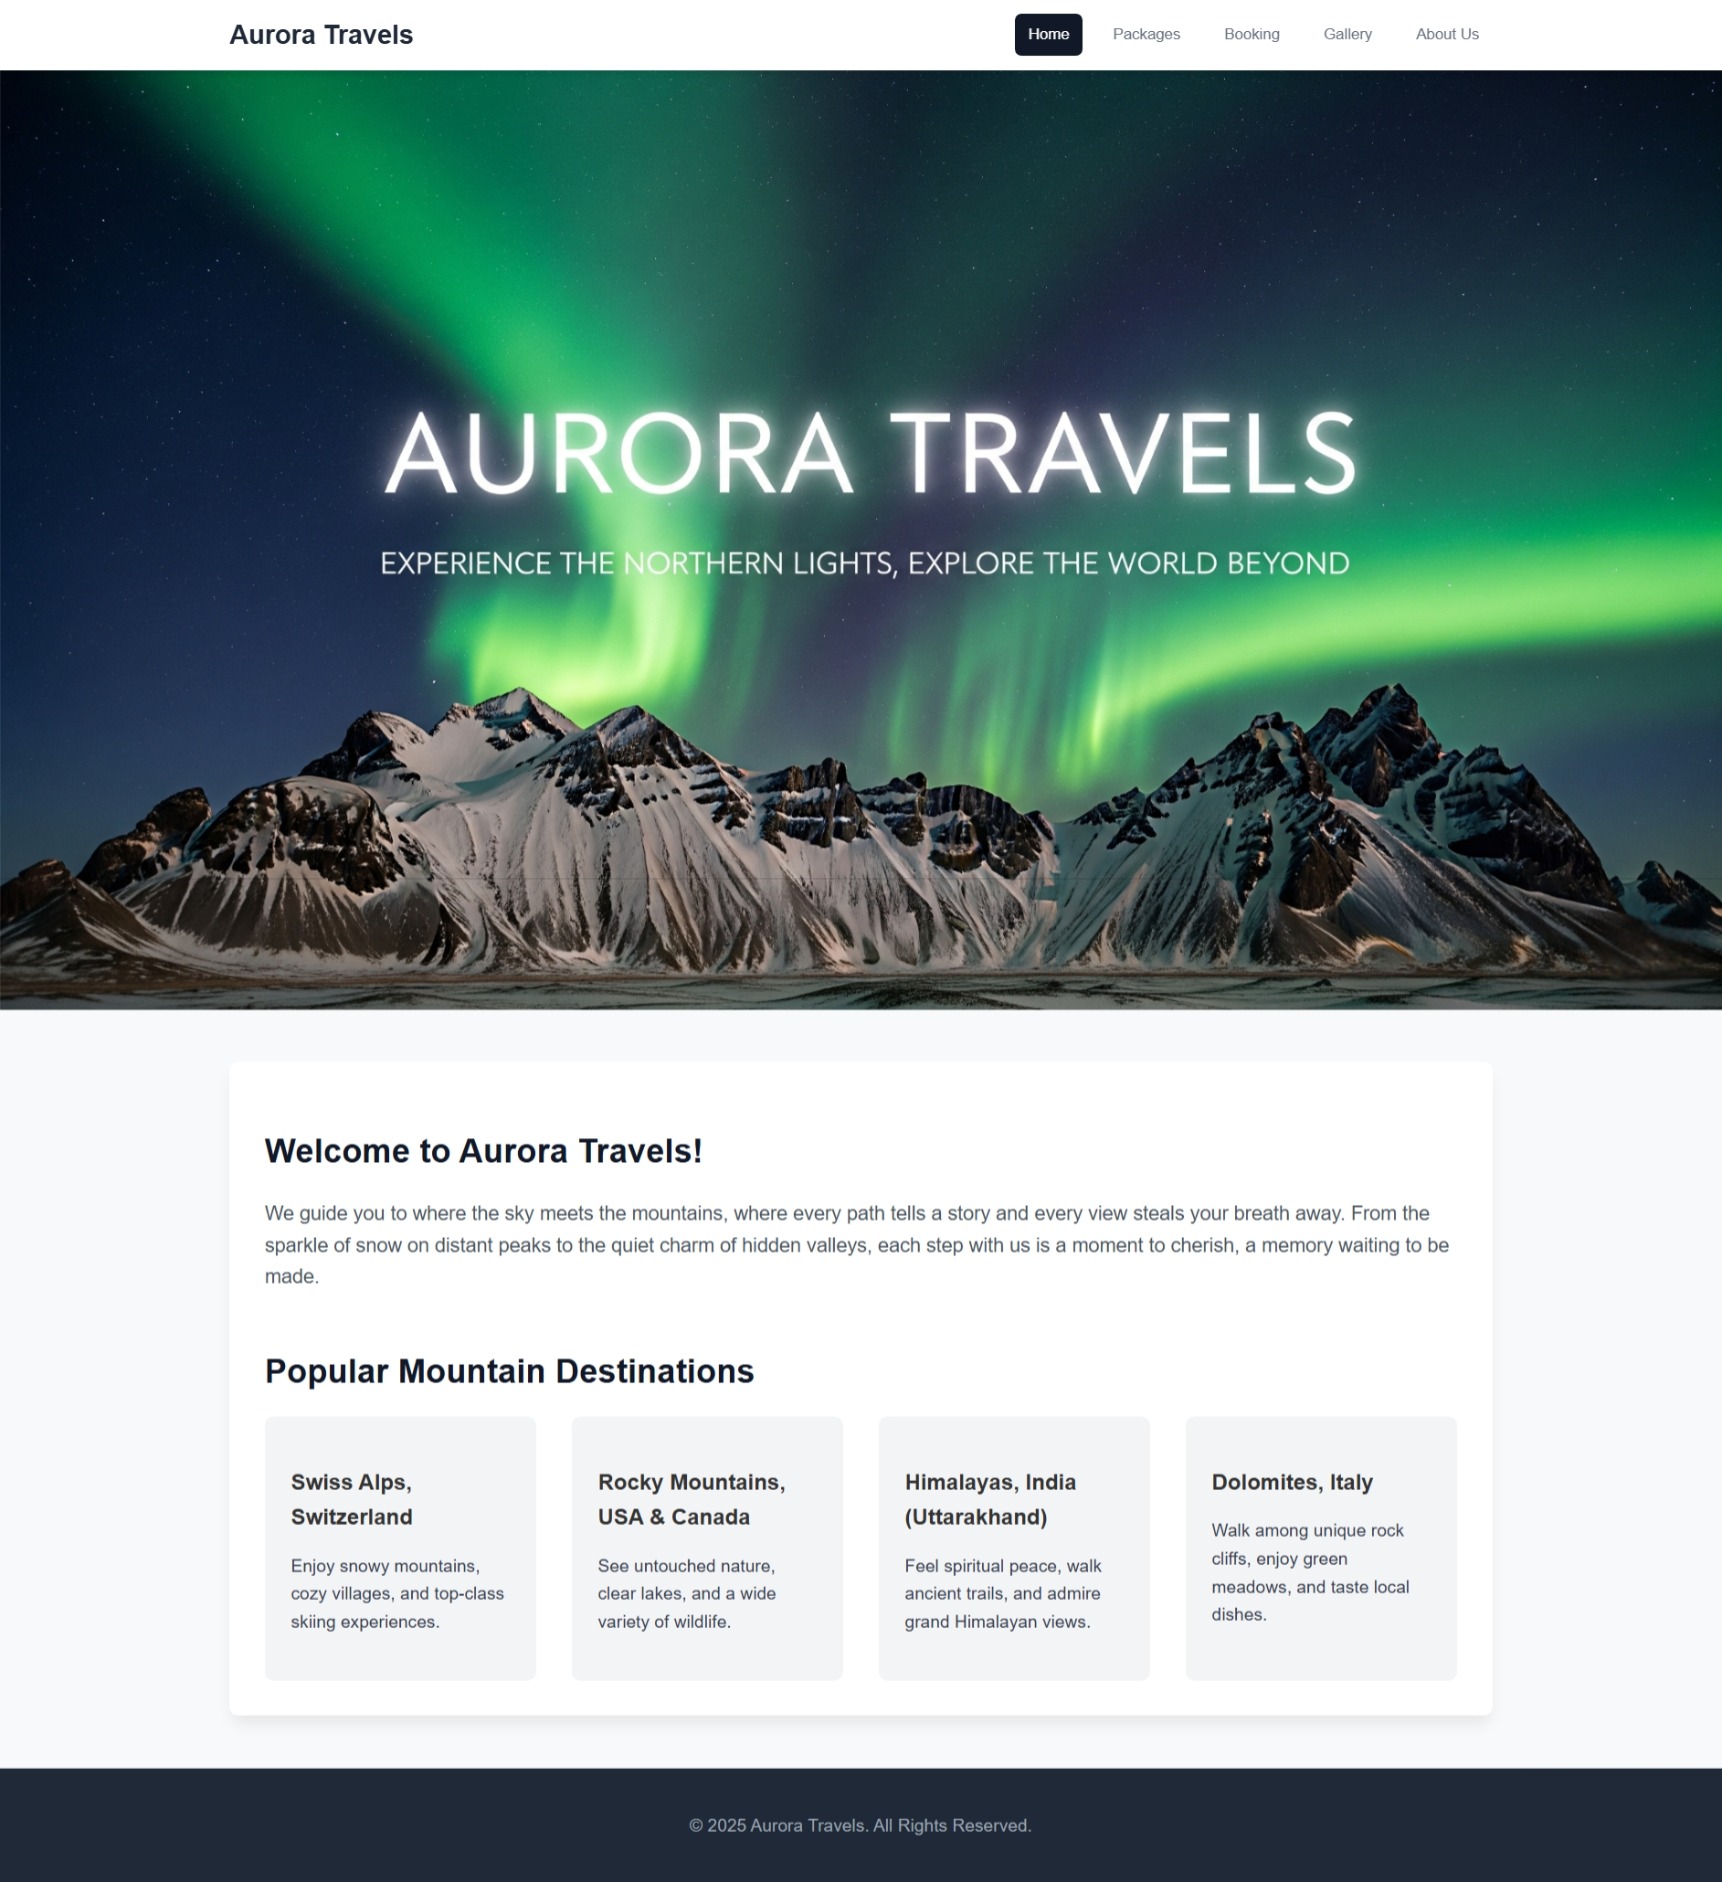 Aurora Travels
Home Packages Booking Gallery About Us
AURORA TRAVELS
EXPERIENCE THE NORTHERN LIGHTS, EXPLORE THE WORLD BEYOND
Welcome to Aurora Travels!
We guide you to where the sky meets the mountains, where every path tells a story and every view steals your breath away. From the
sparkle of snow on distant peaks to the quiet charm of hidden valleys, each step with us is a moment to cherish, a memory waiting to be
made.
Popular Mountain Destinations
Swiss Alps,
Switzerland
Enjoy snowy mountains,
cozy villages, and top-class
skiing experiences.
Rocky Mountains,
USA & Canada
See untouched nature,
clear lakes, and a wide
variety of wildlife.
Himalayas, India
(Uttarakhand)
Feel spiritual peace, walk
ancient trails, and admire
grand Himalayan views.
Dolomites, Italy
Walk among unique rock
cliffs, enjoy green
meadows, and taste local
dishes.
© 2025 Aurora Travels. All Rights Reserved.